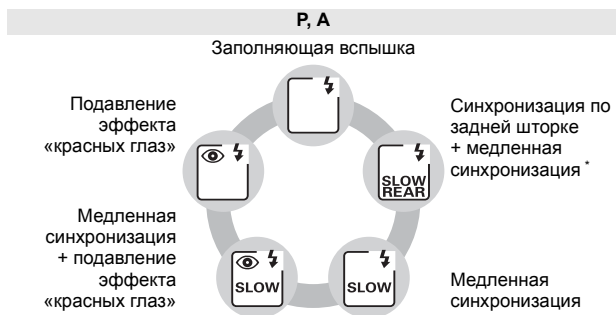 P, A
Заполняющая вспышка
Подавление
эффекта
«красных глаз»
Синхронизация по
задней шторке
+ медленная
синхронизация *
SLOW
REAR
Медленная
синхронизация
+ подавление
эффекта
«красных глаз»
SLOW
SLOW
Медленная
синхронизация